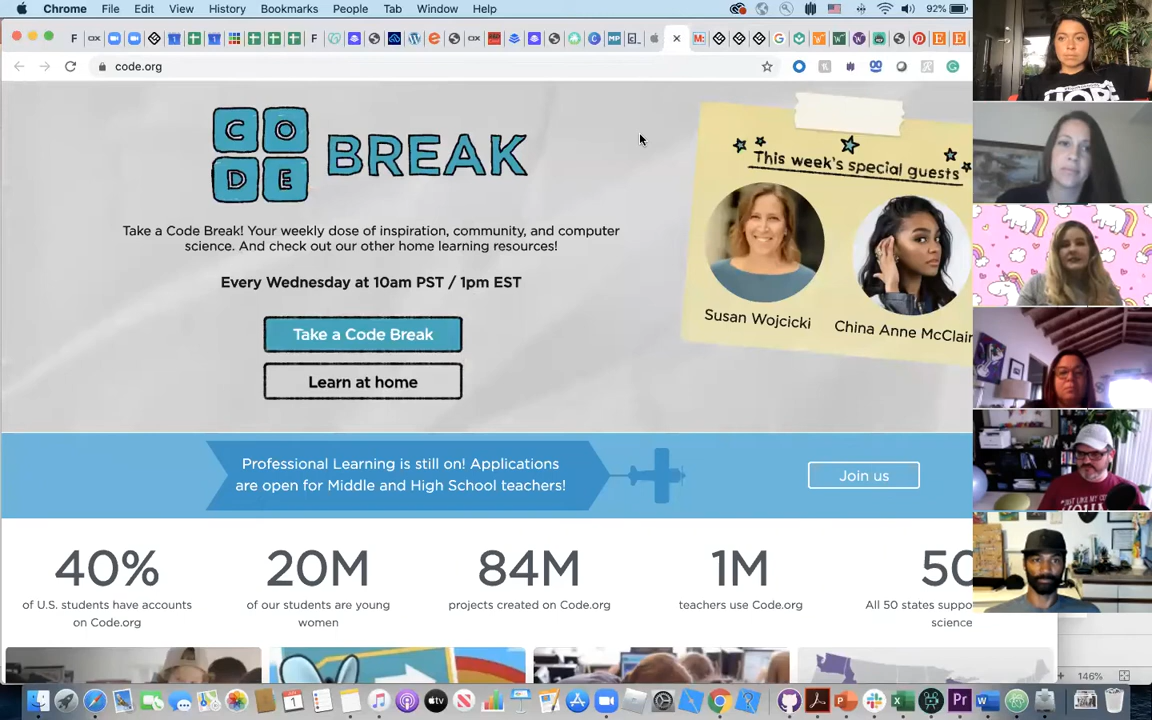 Chrome File Edit View History Bookmarks People Tab Window Help
92%
code.org
CODE BREAK
This week's special guests
Take a Code Break! Your weekly dose of inspiration, community, and computer
science. And check out our other home learning resources!
Every Wednesday at 10am PST / 1pm EST
Susan Wojcicki
China Anne McClain
Take a Code Break
Learn at home
Professional Learning is still on! Applications
are open for Middle and High School teachers!
Join us
40%
20M
84M
1M
50
of U.S. students have accounts
on Code.org
of our students are young
women
projects created on Code.org
teachers use Code.org
All 50 states suppo
science
146%